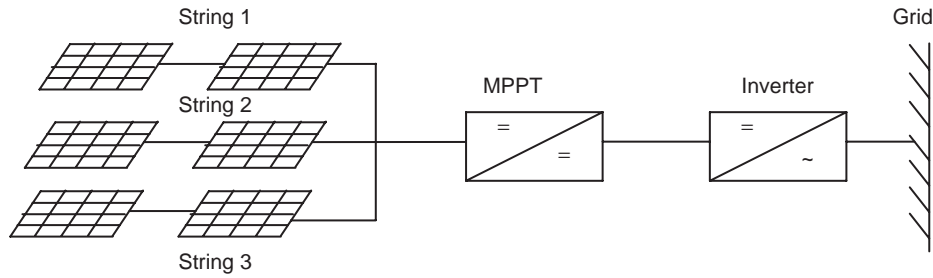 String 1
Grid
String 2
MPPT
Inverter
=
=
=
~
String 3